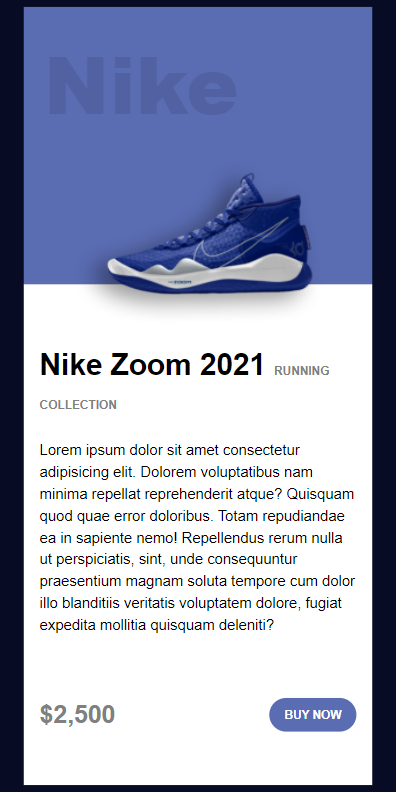 Nike
ZOOM
Nike Zoom 2021 RUNNING
COLLECTION
Lorem ipsum dolor sit amet consectetur
adipisicing elit. Dolorem voluptatibus nam
minima repellat reprehenderit atque? Quisquam
quod quae error doloribus. Totam repudiandae
ea in sapiente nemo! Repellendus rerum nulla
ut perspiciatis, sint, unde consequuntur
praesentium magnam soluta tempore cum dolor
illo blanditiis veritatis voluptatem dolore, fugiat
expedita mollitia quisquam deleniti?
$2,500
BUY NOW